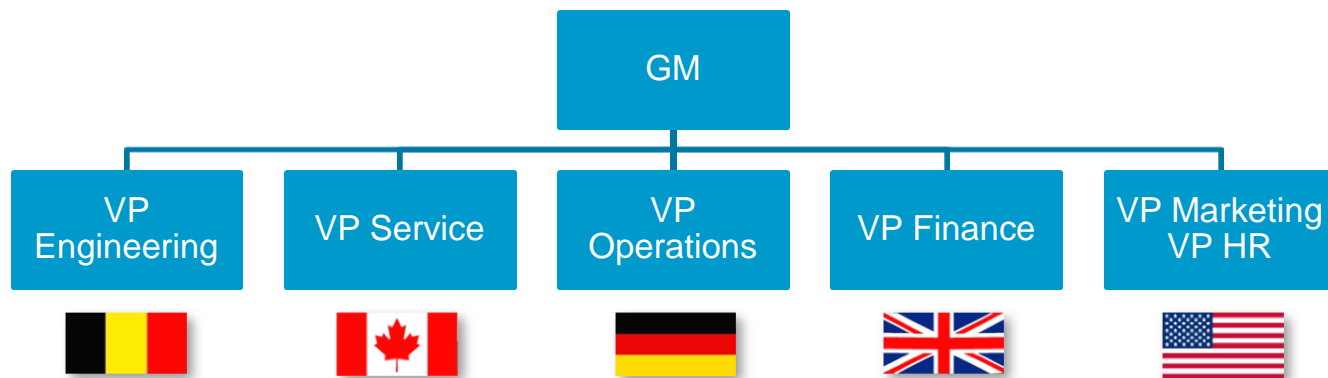 GM
VP
Engineering
VP Service
VP
Operations
VP Finance
VP Marketing
VP HR